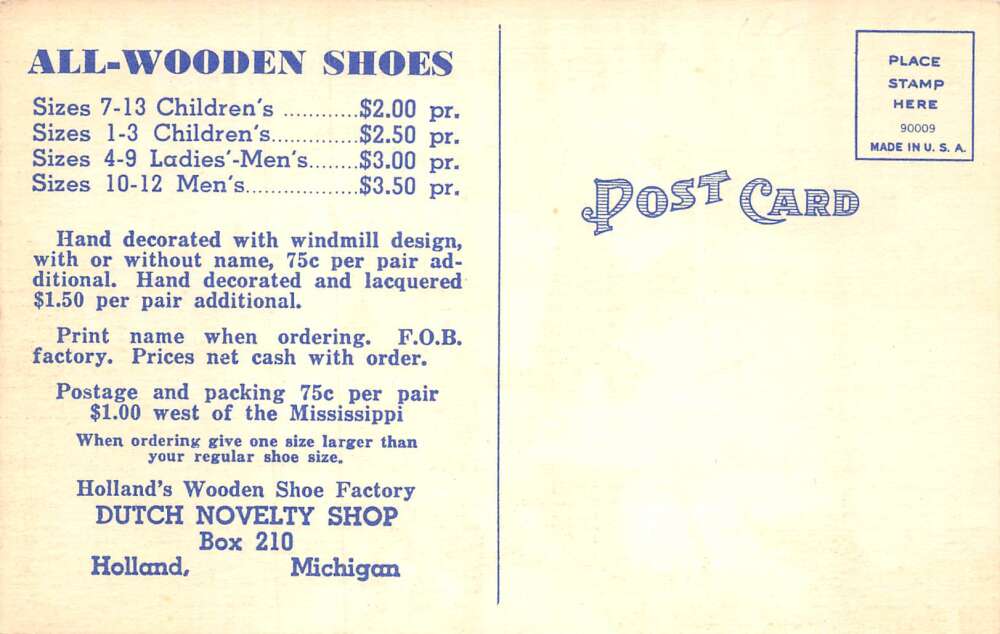 ALL-WOODEN SHOES
Sizes 7-13 Children's ............$2.00 pr.
Sizes 1-3 Children's.............$2.50 pr.
Sizes 4-9 Ladies'-Men's.......$3.00 pr.
Sizes 10-12 Men's.................$3.50 pr.
Hand decorated with windmill design,
with or without name, 75c per pair ad-
ditional. Hand decorated and lacquered
$1.50 per pair additional.
Print name when ordering. F.O.B.
factory. Prices net cash with order.
Postage and packing 75c per pair
$1.00 west of the Mississippi
When ordering give one size larger than
your regular shoe size.
Holland's Wooden Shoe Factory
DUTCH NOVELTY SHOP
Box 210
Holland, Michigan
POST CARD
PLACE
STAMP
HERE
90009
MADE IN U. S. A.